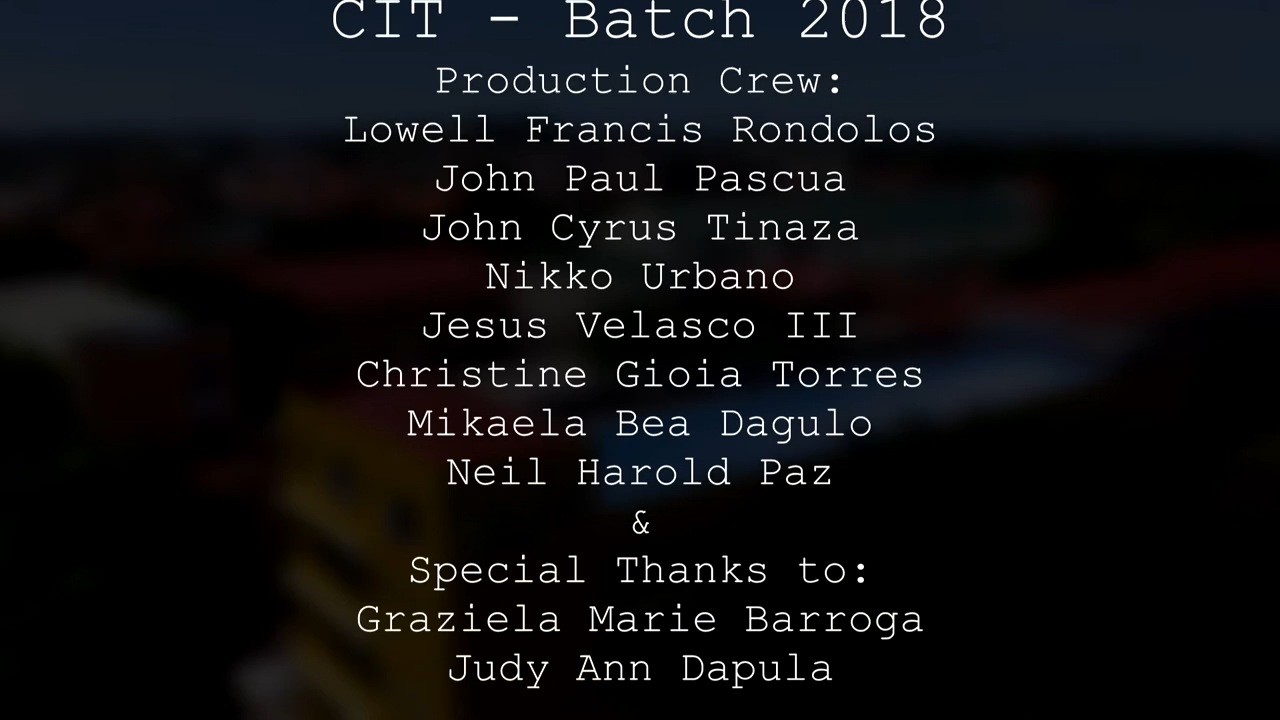 CIT - Batch 2018
Production Crew:
Lowell Francis Rondolos
John Paul Pascua
John Cyrus Tinaza
Nikko Urbano
Jesus Velasco III
Christine Gioia Torres
Mikaela Bea Dagulo
Neil Harold Paz
&
Special Thanks to:
Graziela Marie Barroga
Judy Ann Dapula